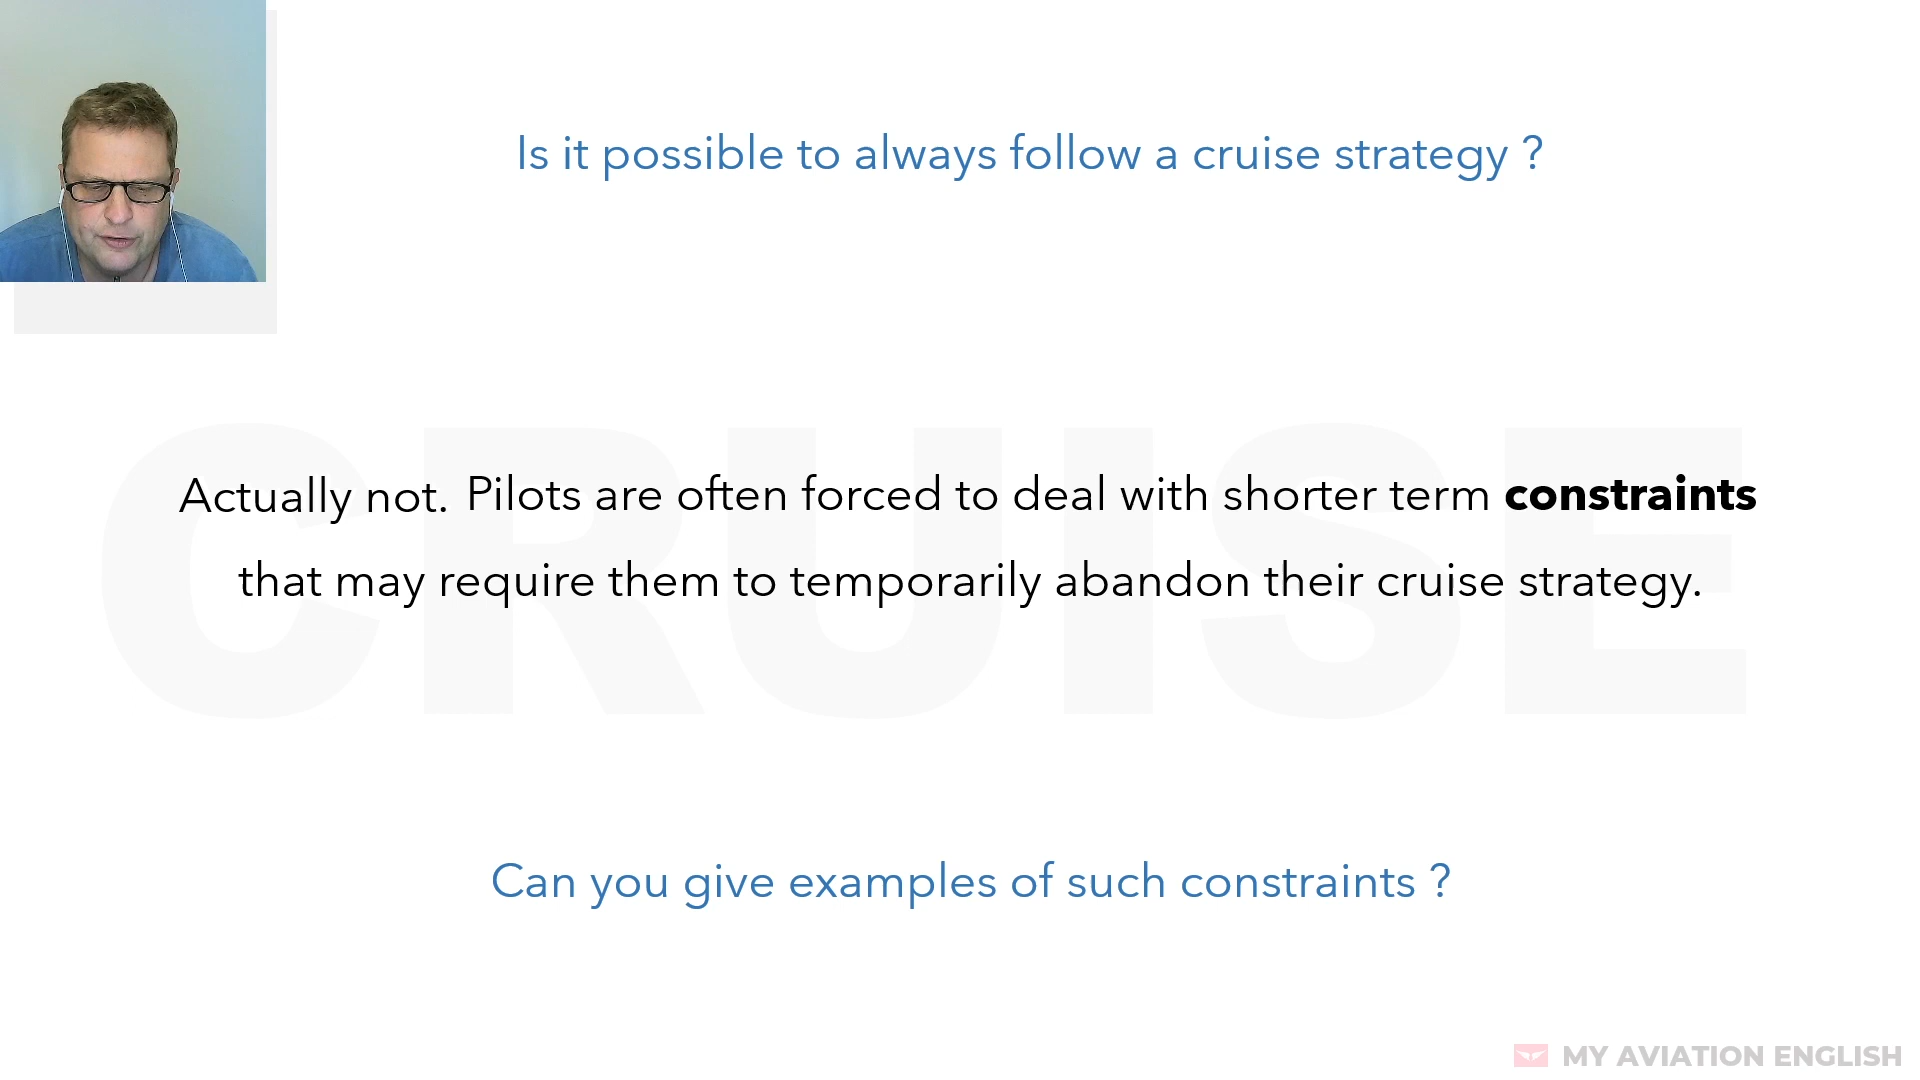 Is it possible to always follow a cruise strategy ?
CRUISE
Actually not. Pilots are often forced to deal with shorter term constraints
that may require them to temporarily abandon their cruise strategy.
Can you give examples of such constraints ?
MY AVIATION ENGLISH